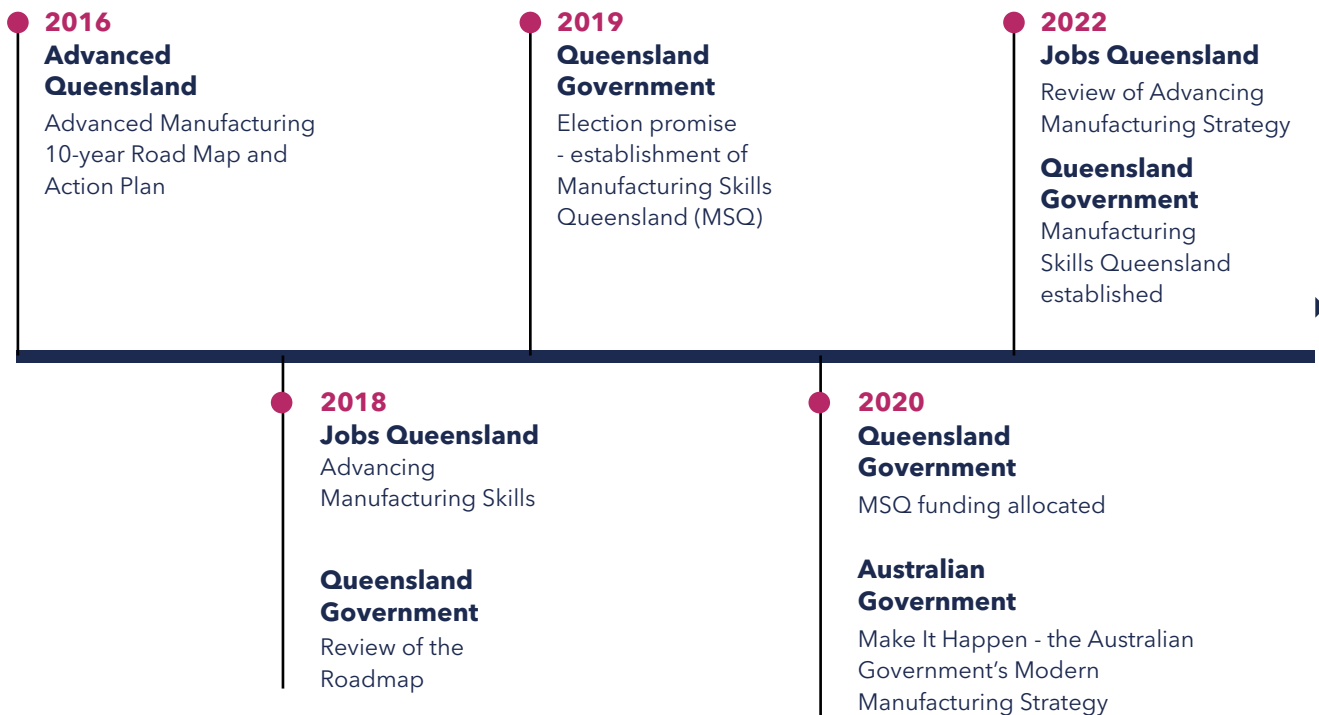 2016
Advanced
Queensland
Advanced Manufacturing
10-year Road Map and
Action Plan
2019
Queensland
Government
Election promise
- establishment of
Manufacturing Skills
Queensland (MSQ)
2022
Jobs Queensland
Review of Advancing
Manufacturing Strategy
Queensland
Government
Manufacturing
Skills Queensland
established
2018
Jobs Queensland
Advancing
Manufacturing Skills
Queensland
Government
Review of the
Roadmap
2020
Queensland
Government
MSQ funding allocated
Australian
Government
Make It Happen - the Australian
Government's Modern
Manufacturing Strategy